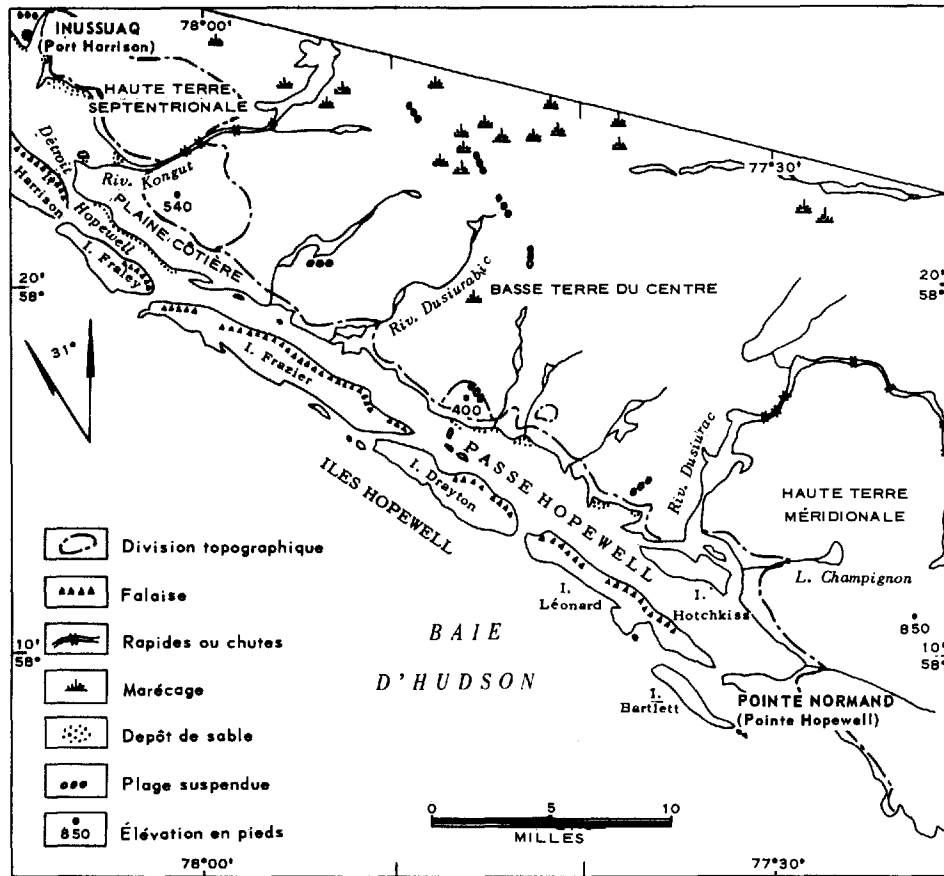 78°00'
INUSSUAQ
(Port Harrison)
HAUTE TERRE
SEPTENTRIONALE
Détroit
Harrison
Riv. Kongut
540
77°30'
Hopewell
PLAINE CÔTIÈRE
I. Fraley
20'
58°
20'
58°
Riv. Dusiurabic
BASSE TERRE DU CENTRE
31°
I. Frazier
400
PASSE HOPEWELL
Riv. Dusiurac
I. Drayton
ILES HOPEWELL
HAUTE TERRE
MÉRIDIONALE
L. Champignon
I.
Léonard
I.
Hotchkiss
850
10'
58°
10'
58°
BAIE
D'HUDSON
I.
Bartlett
POINTE NORMAND
(Pointe Hopewell)
Division topographique
Falaise
Rapides ou chutes
Marécage
Depôt de sable
Plage suspendue
850
Élévation en pieds
0 5 10
MILLES
78°00'
77°30'